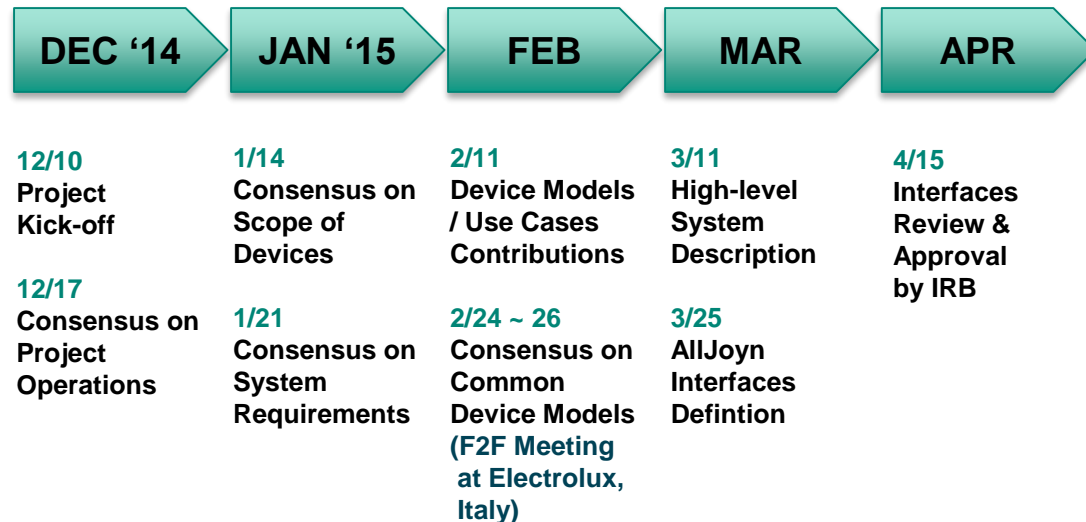 DEC ‘14
JAN ‘15
FEB
MAR
APR
12/10
Project
Kick-off
12/17
Consensus on
Project
Operations
1/14
Consensus on
Scope of
Devices
1/21
Consensus on
System
Requirements
2/11
Device Models
/ Use Cases
Contributions
2/24 ~ 26
Consensus on
Common
Device Models
(F2F Meeting
at Electrolux,
Italy)
3/11
High-level
System
Description
3/25
AllJoyn
Interfaces
Defintion
4/15
Interfaces
Review &
Approval
by IRB